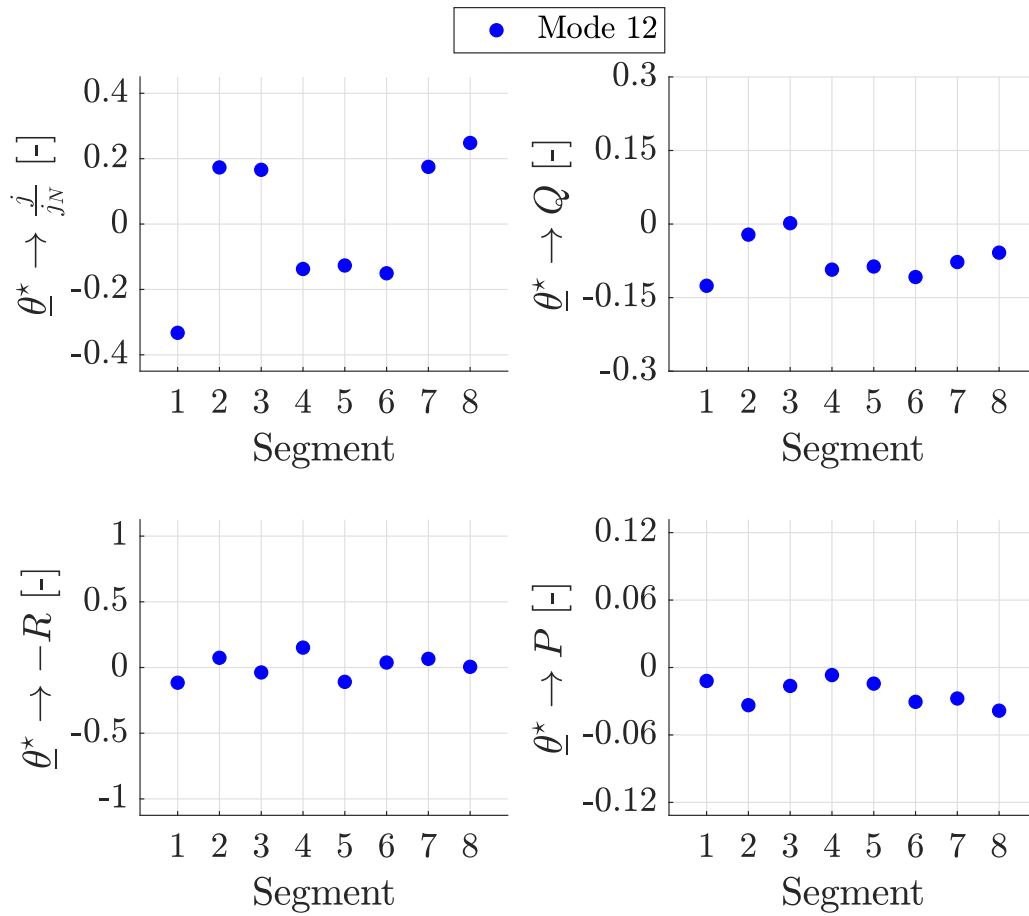 Mode 12
θ* → j/j_N [-]
0.4
0.2
0
-0.2
-0.4
1 2 3 4 5 6 7 8
Segment
θ* → Q [-]
0.3
0.15
0
-0.15
-0.3
1 2 3 4 5 6 7 8
Segment
θ* → −R [-]
1
0.5
0
-0.5
-1
1 2 3 4 5 6 7 8
Segment
θ* → P [-]
0.12
0.06
0
-0.06
-0.12
1 2 3 4 5 6 7 8
Segment